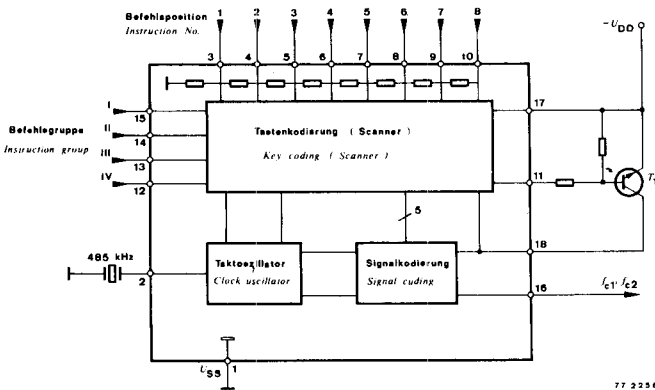 Befehlsposition
Instruction No.
1 2 3 4 5 6 7 8
3 4 5 6 7 8 9 10
-U_DD
Befehlsgruppe
Instruction group
I
15
II
14
III
13
IV
12
Tastenkodierung ( Scanner )
Key coding ( Scanner )
17
11
5
485 kHz
2
Taktoszillator
Clock oscillator
Signalkodierung
Signal cuding
18
16
f_c1, f_c2
U_SS
1
77 2256